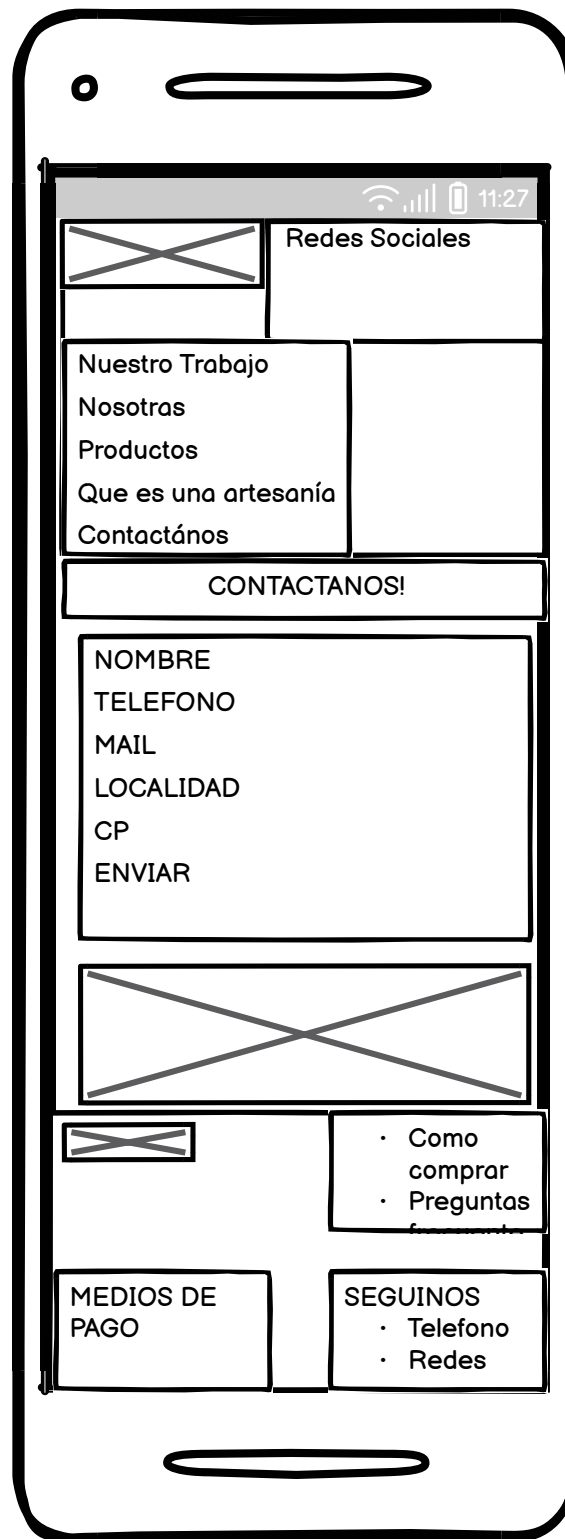 11:27
Redes Sociales
Nuestro Trabajo
Nosotras
Productos
Que es una artesanía
Contactános
CONTACTANOS!
NOMBRE
TELEFONO
MAIL
LOCALIDAD
CP
ENVIAR
· Como
comprar
· Preguntas
MEDIOS DE
PAGO
SEGUINOS
· Telefono
· Redes